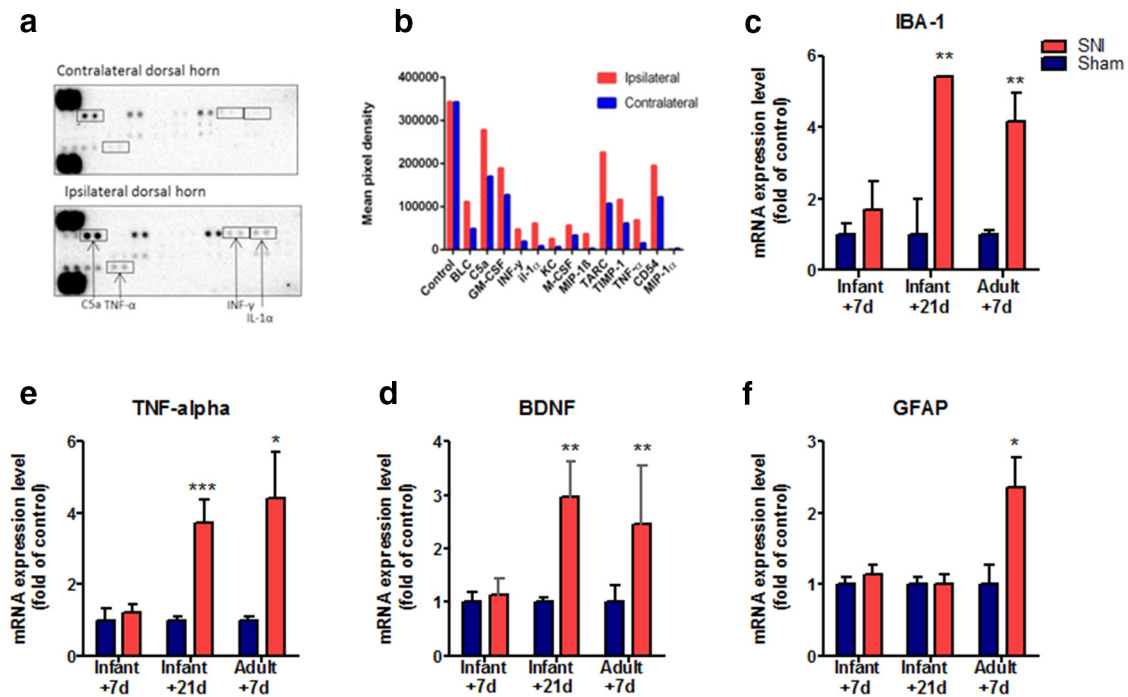 a
Contralateral dorsal horn
Ipsilateral dorsal horn
C5a TNF-α INF-γ
IL-1α
b
Mean pixel density
400000
300000
200000
100000
0
Ipsilateral
Contralateral
Control
BLC
C5a
GM-CSF
INF-γ
il-1α
KC
M-CSF
MIP-1ß
TARC
TIMP-1
TNF-α
CD54
MIP-1α
c
IBA-1
SNI
Sham
mRNA expression level
(fold of control)
6
4
2
0
Infant Infant Adult
+7d +21d +7d
** **
e
TNF-alpha
mRNA expression level
(fold of control)
6
4
2
0
*** *
Infant Infant Adult
+7d +21d +7d
d
BDNF
mRNA expression level
(fold of control)
4
3
2
1
0
** **
Infant Infant Adult
+7d +21d +7d
f
GFAP
mRNA expression level
(fold of control)
3
2
1
0
*
Infant Infant Adult
+7d +21d +7d